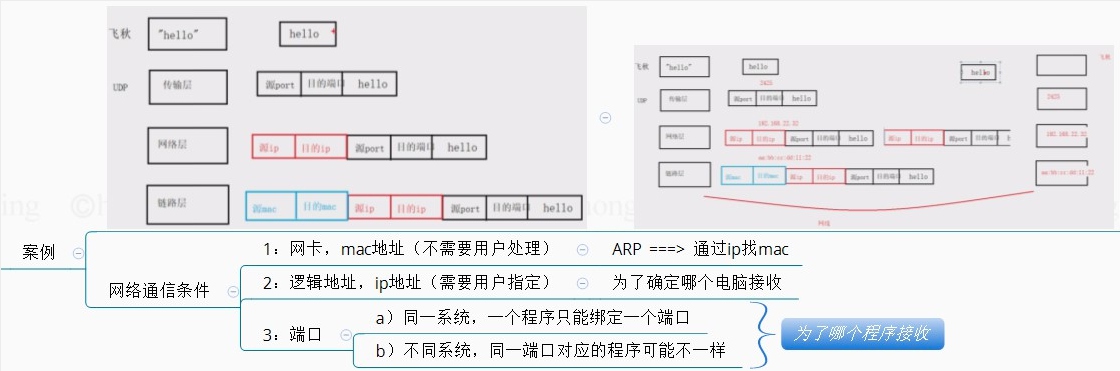 飞秋 "hello" hello
UDP 传输层 源port 目的端口 hello
网络层 源ip 目的ip 源port 目的端口 hello
链路层 源mac 目的mac 源ip 目的ip 源port 目的端口 hello
飞秋 "hello" hello hello 飞秋
UDP 传输层 源port 目的端口 hello
网络层 源ip 目的ip 源port 目的端口 hello 源ip 目的ip 源port 目的端口
链路层 源mac 目的mac 源ip 目的ip 源port 目的端口 hello
案例
网络通信条件
1：网卡，mac地址（不需要用户处理）
ARP ===> 通过ip找mac
2：逻辑地址，ip地址（需要用户指定）
为了确定哪个电脑接收
3：端口
a）同一系统，一个程序只能绑定一个端口
b）不同系统，同一端口对应的程序可能不一样
为了哪个程序接收